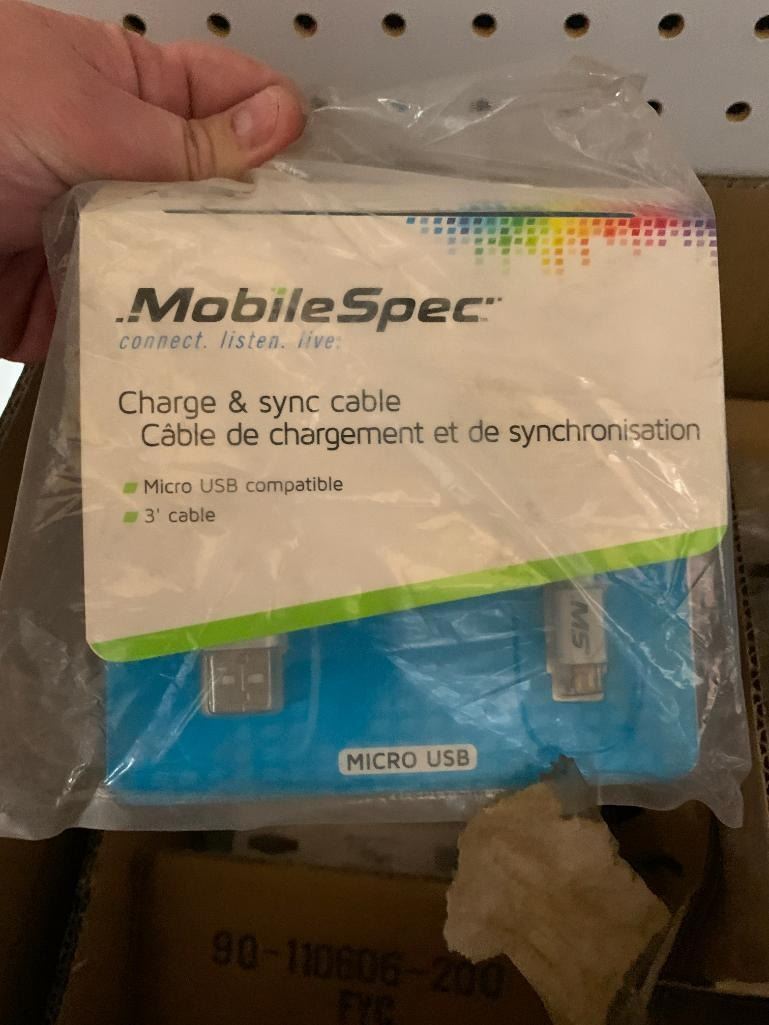 MobileSpec
connect. listen. live.
Charge & sync cable
Câble de chargement et de synchronisation
Micro USB compatible
3' cable
MS
MICRO USB
90-110606-200
FYC